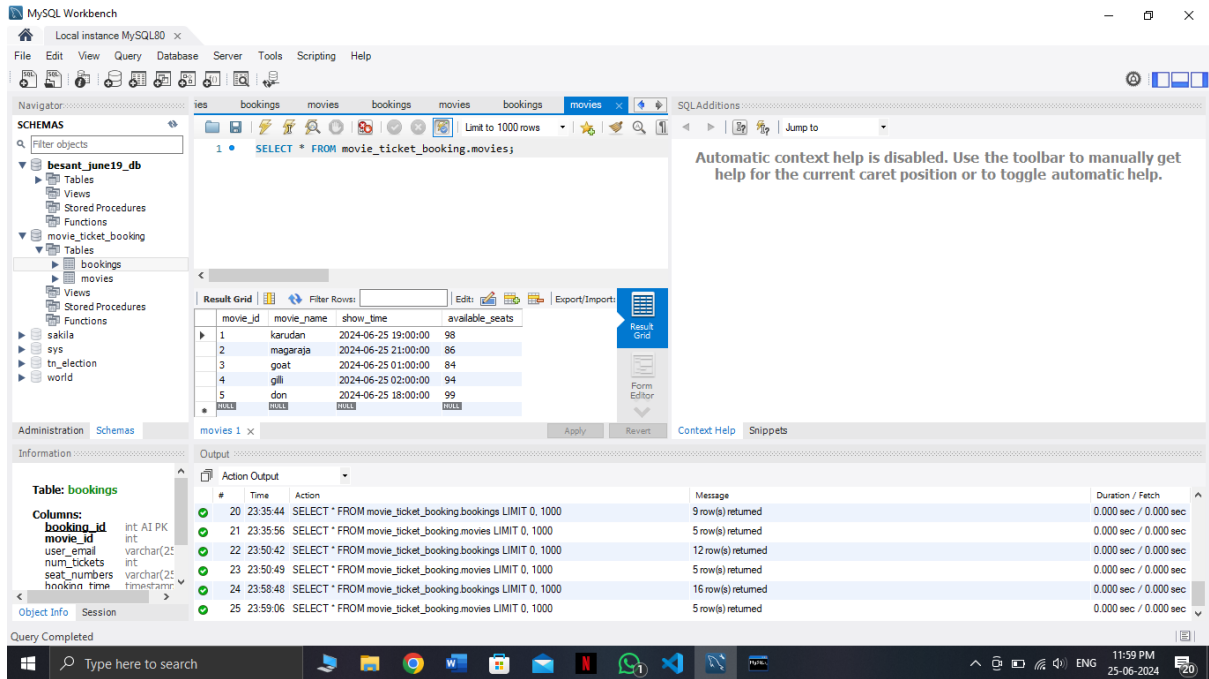 MySQL Workbench
Local instance MySQL80 ×
File Edit View Query Database Server Tools Scripting Help
Navigator
SCHEMAS
Filter objects
besant_june19_db
Tables
Views
Stored Procedures
Functions
movie_ticket_booking
Tables
bookings
movies
Views
Stored Procedures
Functions
sakila
sys
tn_election
world
Administration Schemas
ies bookings movies bookings movies bookings movies ×
Limit to 1000 rows
1 SELECT * FROM movie_ticket_booking.movies;
Result Grid Filter Rows: Edit: Export/Import:
movie_id movie_name show_time available_seats
1 karudan 2024-06-25 19:00:00 98
2 magaraja 2024-06-25 21:00:00 86
3 goat 2024-06-25 01:00:00 84
4 gilli 2024-06-25 02:00:00 94
5 don 2024-06-25 18:00:00 99
NULL NULL NULL NULL
Result Grid
Form Editor
movies 1 × Apply Revert
SQLAdditions
Jump to
Automatic context help is disabled. Use the toolbar to manually get
help for the current caret position or to toggle automatic help.
Context Help Snippets
Information
Table: bookings
Columns:
booking_id int AI PK
movie_id int
user_email varchar(25
num_tickets int
seat_numbers varchar(25
booking_time timestamp
Object Info Session
Output
Action Output
# Time Action Message Duration / Fetch
20 23:35:44 SELECT * FROM movie_ticket_booking.bookings LIMIT 0, 1000 9 row(s) returned 0.000 sec / 0.000 sec
21 23:35:56 SELECT * FROM movie_ticket_booking.movies LIMIT 0, 1000 5 row(s) returned 0.000 sec / 0.000 sec
22 23:50:42 SELECT * FROM movie_ticket_booking.bookings LIMIT 0, 1000 12 row(s) returned 0.000 sec / 0.000 sec
23 23:50:49 SELECT * FROM movie_ticket_booking.movies LIMIT 0, 1000 5 row(s) returned 0.000 sec / 0.000 sec
24 23:58:48 SELECT * FROM movie_ticket_booking.bookings LIMIT 0, 1000 16 row(s) returned 0.000 sec / 0.000 sec
25 23:59:06 SELECT * FROM movie_ticket_booking.movies LIMIT 0, 1000 5 row(s) returned 0.000 sec / 0.000 sec
Query Completed
Type here to search
ENG
11:59 PM
25-06-2024
20